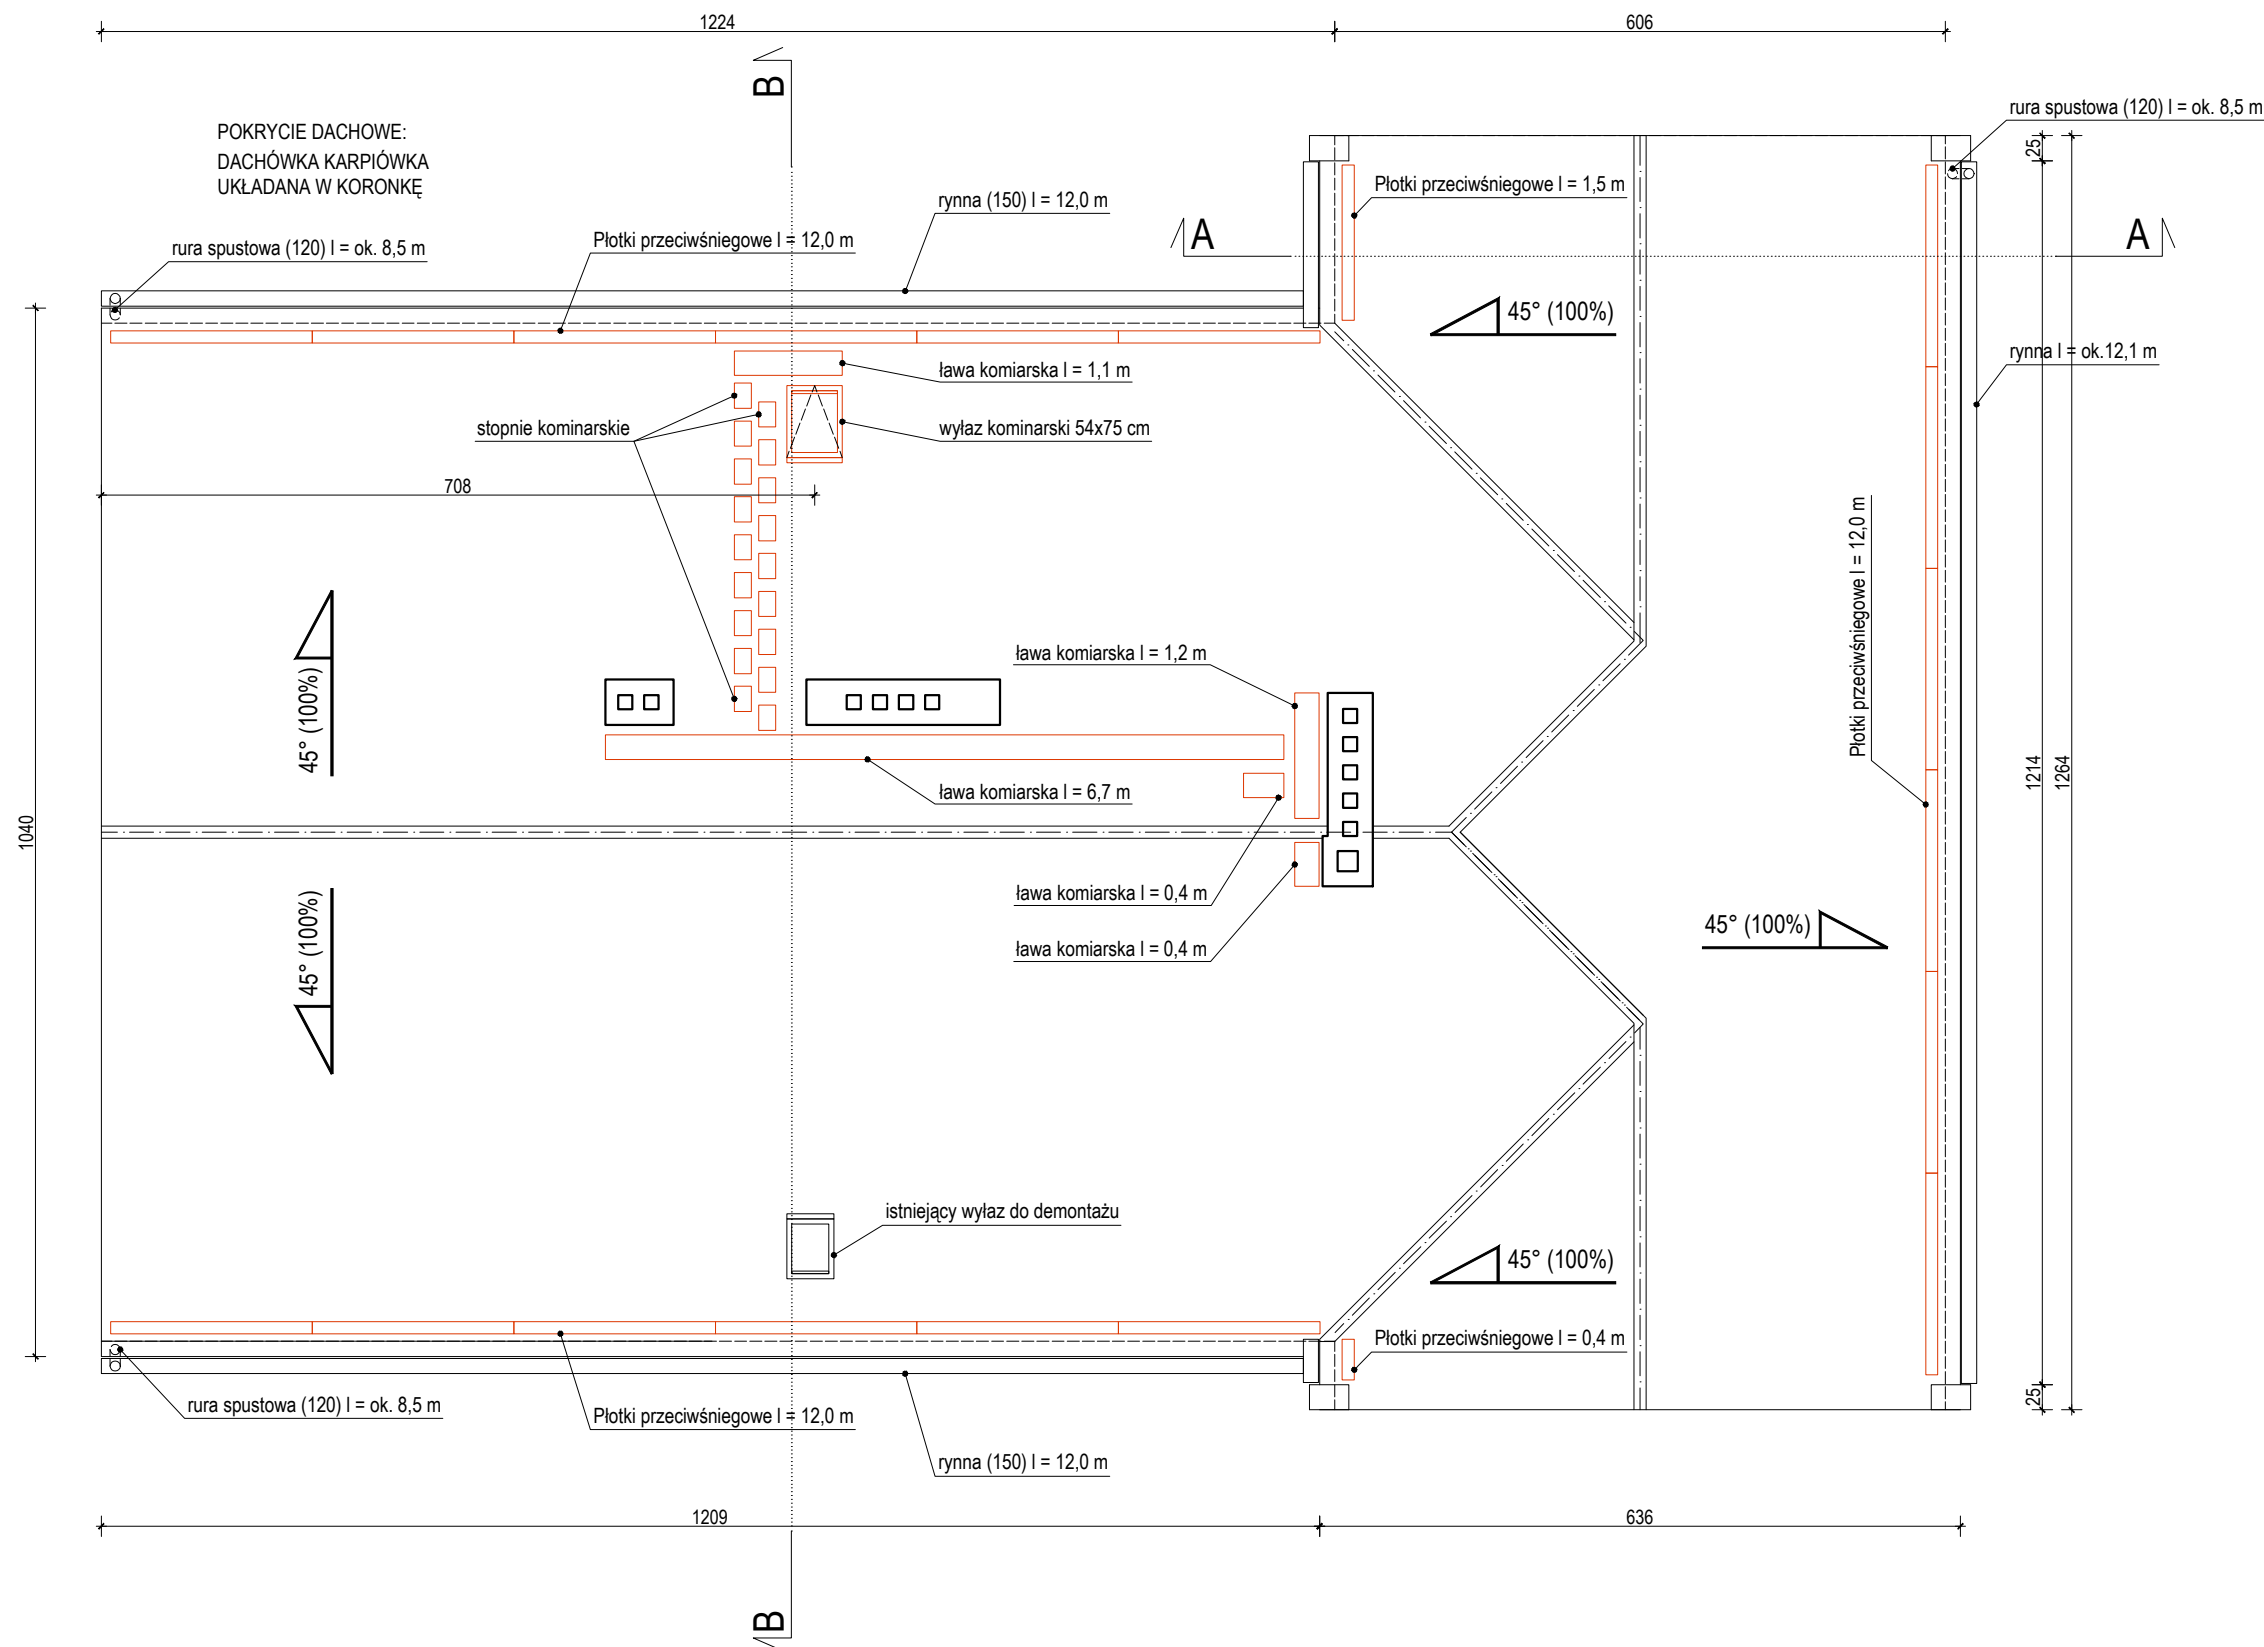 1224
606
B
rura spustowa (120) l = ok. 8,5 m
POKRYCIE DACHOWE:
DACHÓWKA KARPIÓWKA
UKŁADANA W KORONKĘ
25
Płotki przeciwśniegowe l = 1,5 m
rynna (150) l = 12,0 m
Płotki przeciwśniegowe l = 12,0 m
rura spustowa (120) l = ok. 8,5 m
A
A
45° (100%)
rynna l = ok.12,1 m
ława komiarska l = 1,1 m
stopnie kominarskie
wyłaz kominarski 54x75 cm
708
Płotki przeciwśniegowe l = 12,0 m
45° (100%)
ława komiarska l = 1,2 m
1214
1264
ława komiarska l = 6,7 m
1040
45° (100%)
ława komiarska l = 0,4 m
45° (100%)
ława komiarska l = 0,4 m
istniejący wyłaz do demontażu
45° (100%)
Płotki przeciwśniegowe l = 0,4 m
25
rura spustowa (120) l = ok. 8,5 m
Płotki przeciwśniegowe l = 12,0 m
rynna (150) l = 12,0 m
1209
636
B